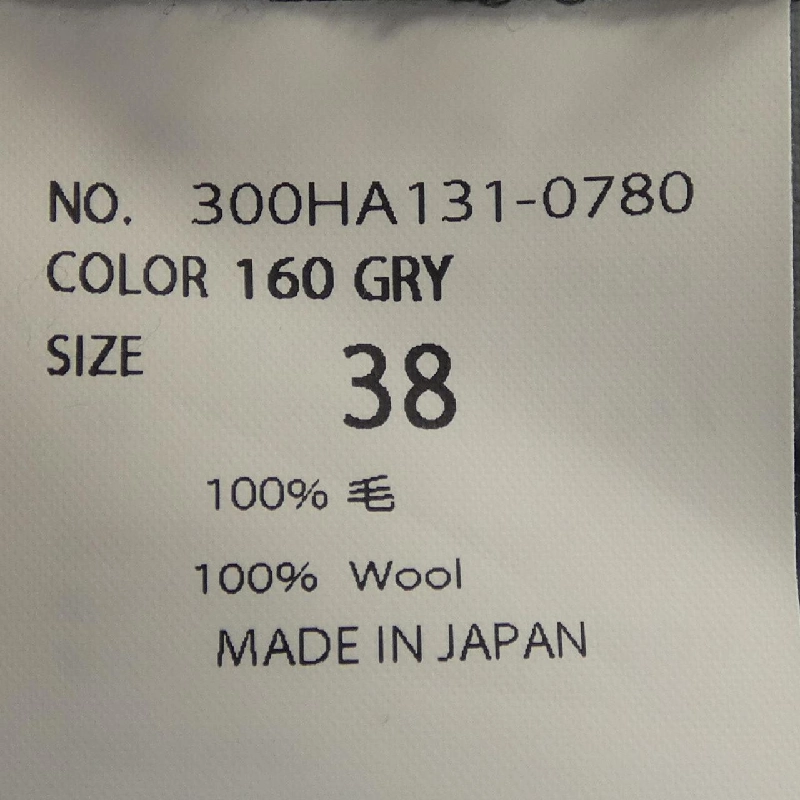 NO. 300HA131-0780
COLOR 160 GRY
SIZE 38
100% 毛
100% Wool
MADE IN JAPAN